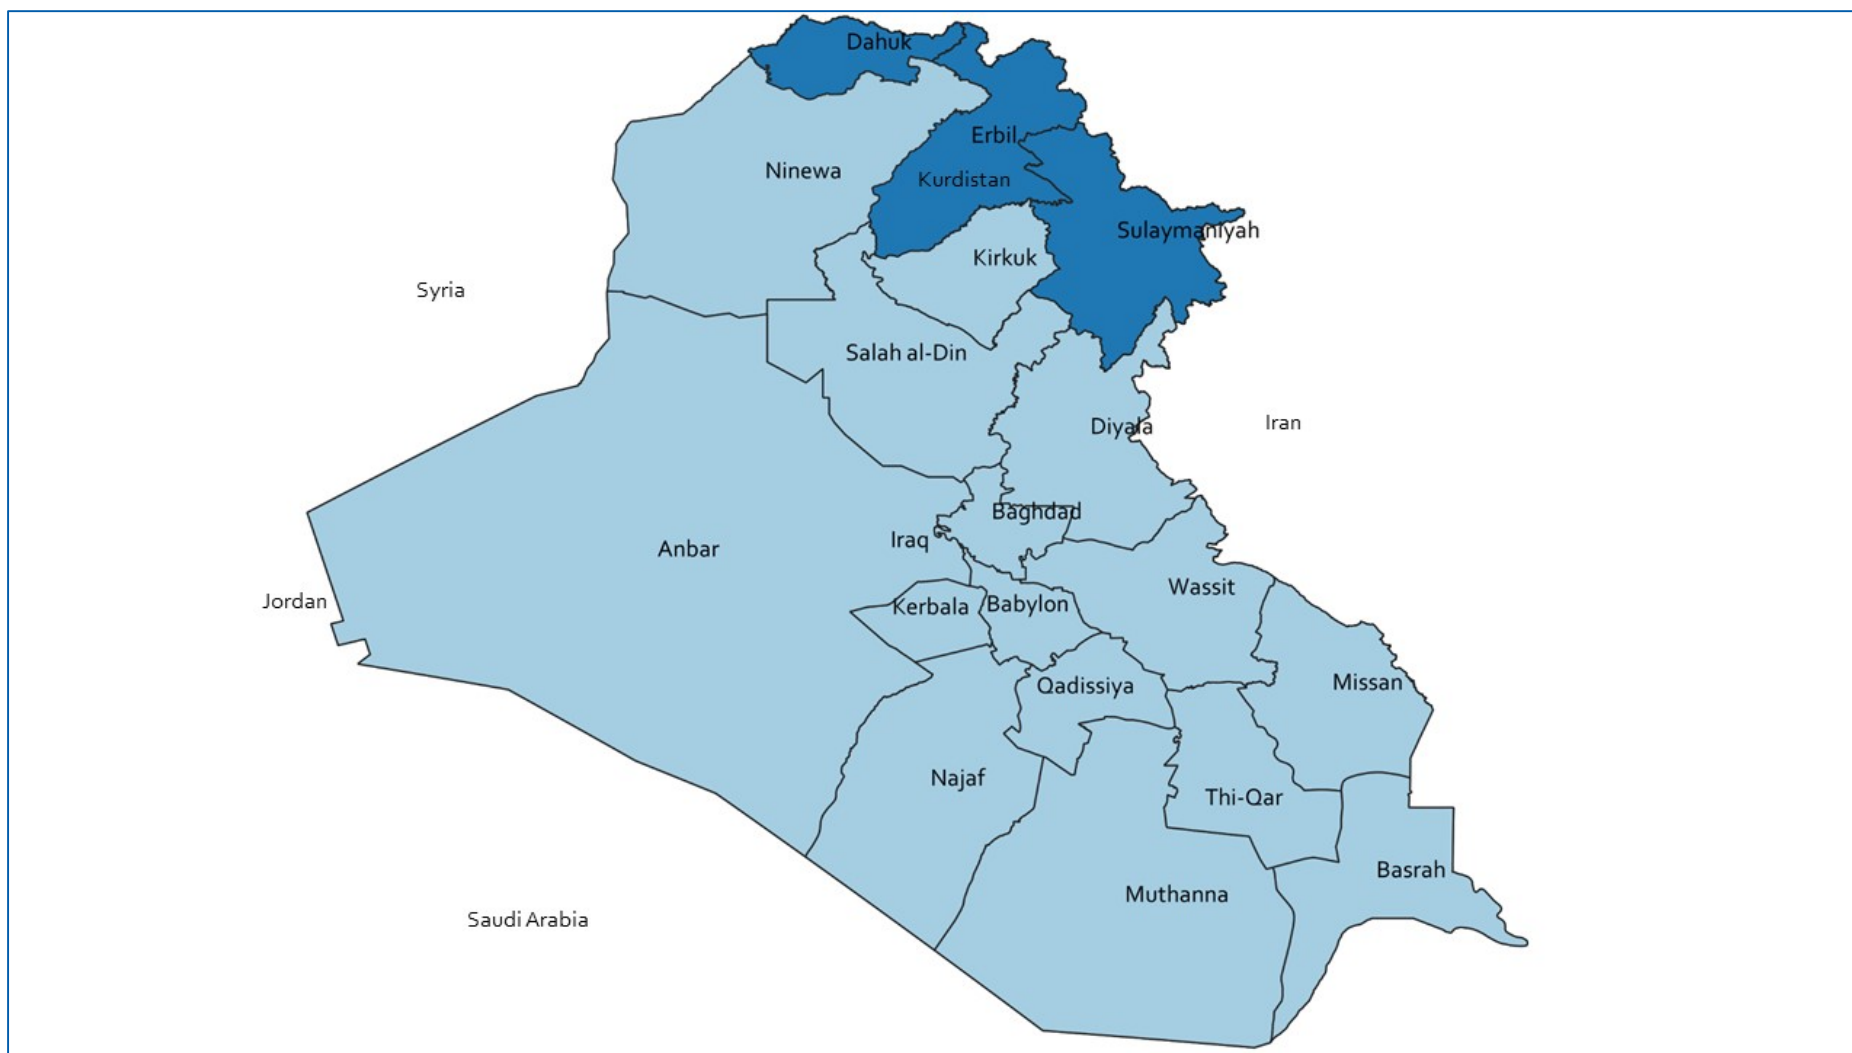 Dahuk
Erbil
Ninewa
Kurdistan
Sulaymaniyah
Kirkuk
Syria
Salah al-Din
Iran
Diyala
Baghdad
Iraq
Anbar
Wassit
Jordan
Kerbala
Babylon
Missan
Qadissiya
Najaf
Thi-Qar
Basrah
Muthanna
Saudi Arabia